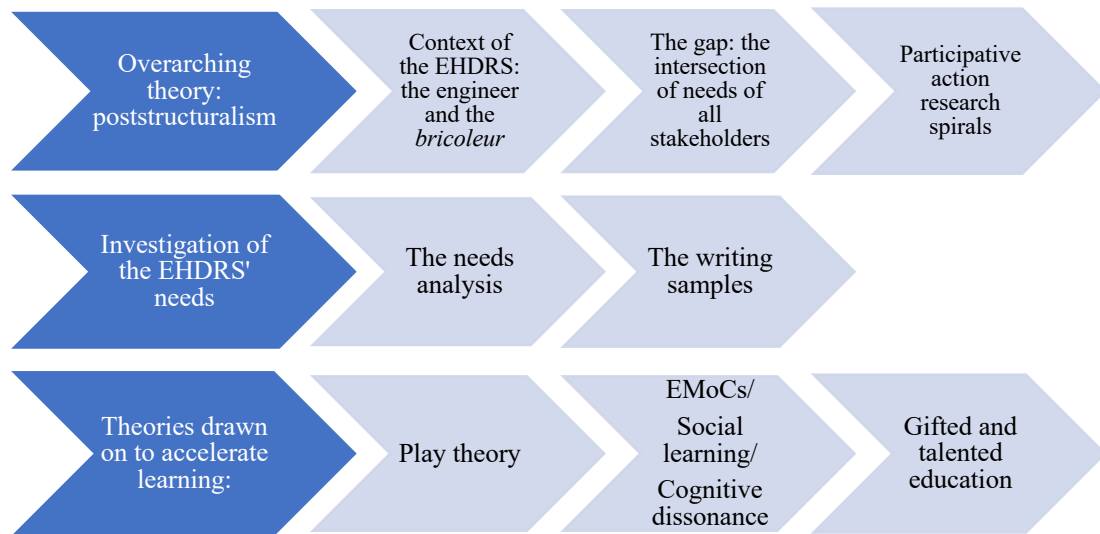 Overarching
theory:
poststructuralism
Context of
the EHDRS:
the engineer
and the
bricoleur
The gap: the
intersection
of needs of
all
stakeholders
Participative
action
research
spirals
Investigation of
the EHDRS'
needs
The needs
analysis
The writing
samples
Theories drawn
on to accelerate
learning:
Play theory
EMoCs/
Social
learning/
Cognitive
dissonance
Gifted and
talented
education